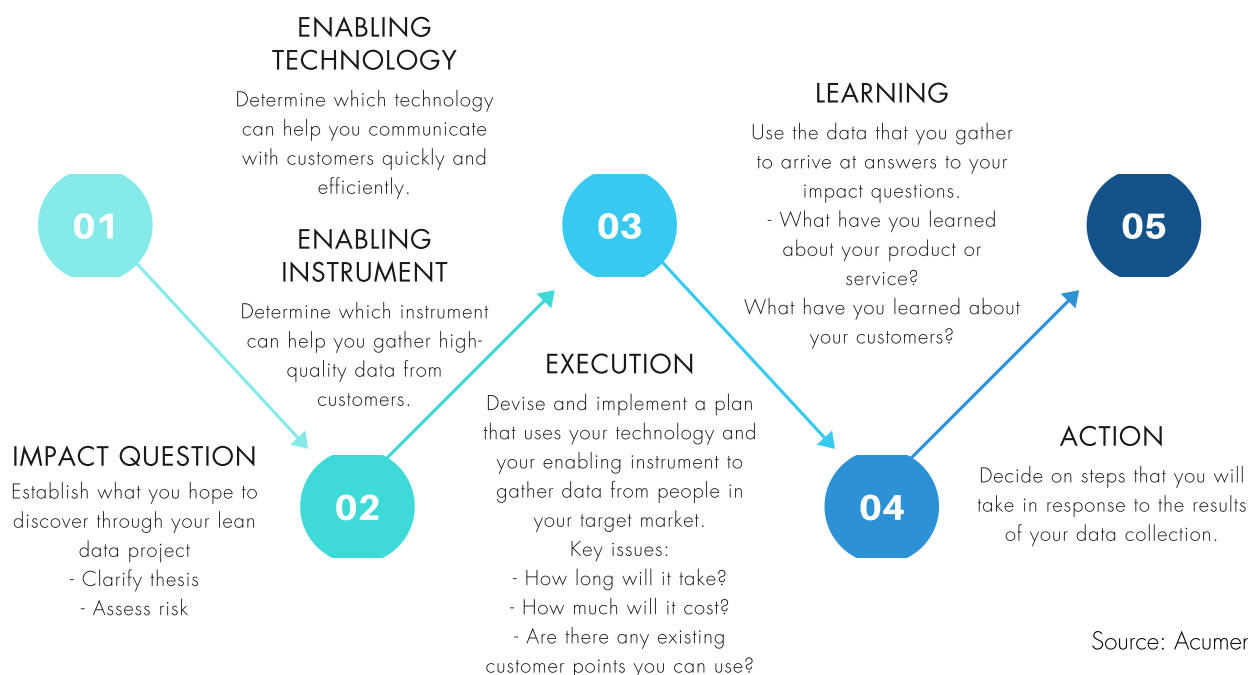 01
IMPACT QUESTION
Establish what you hope to
discover through your lean
data project
- Clarify thesis
- Assess risk
ENABLING
TECHNOLOGY
Determine which technology
can help you communicate
with customers quickly and
efficiently.
ENABLING
INSTRUMENT
Determine which instrument
can help you gather high-
quality data from
customers.
02
03
EXECUTION
Devise and implement a plan
that uses your technology and
your enabling instrument to
gather data from people in
your target market.
Key issues:
- How long will it take?
- How much will it cost?
- Are there any existing
customer points you can use?
LEARNING
Use the data that you gather
to arrive at answers to your
impact questions.
- What have you learned
about your product or
service?
What have you learned about
your customers?
04
05
ACTION
Decide on steps that you will
take in response to the results
of your data collection.
Source: Acumen